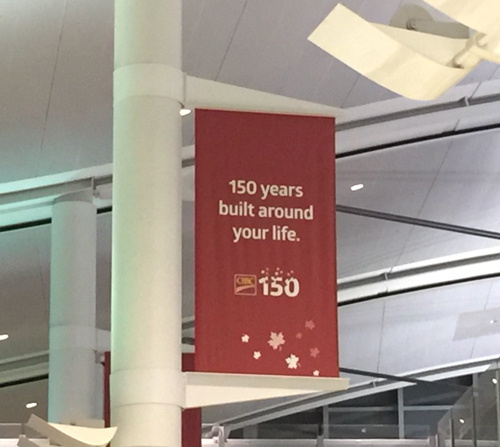 150 years
built around
your life.
CIBC 150